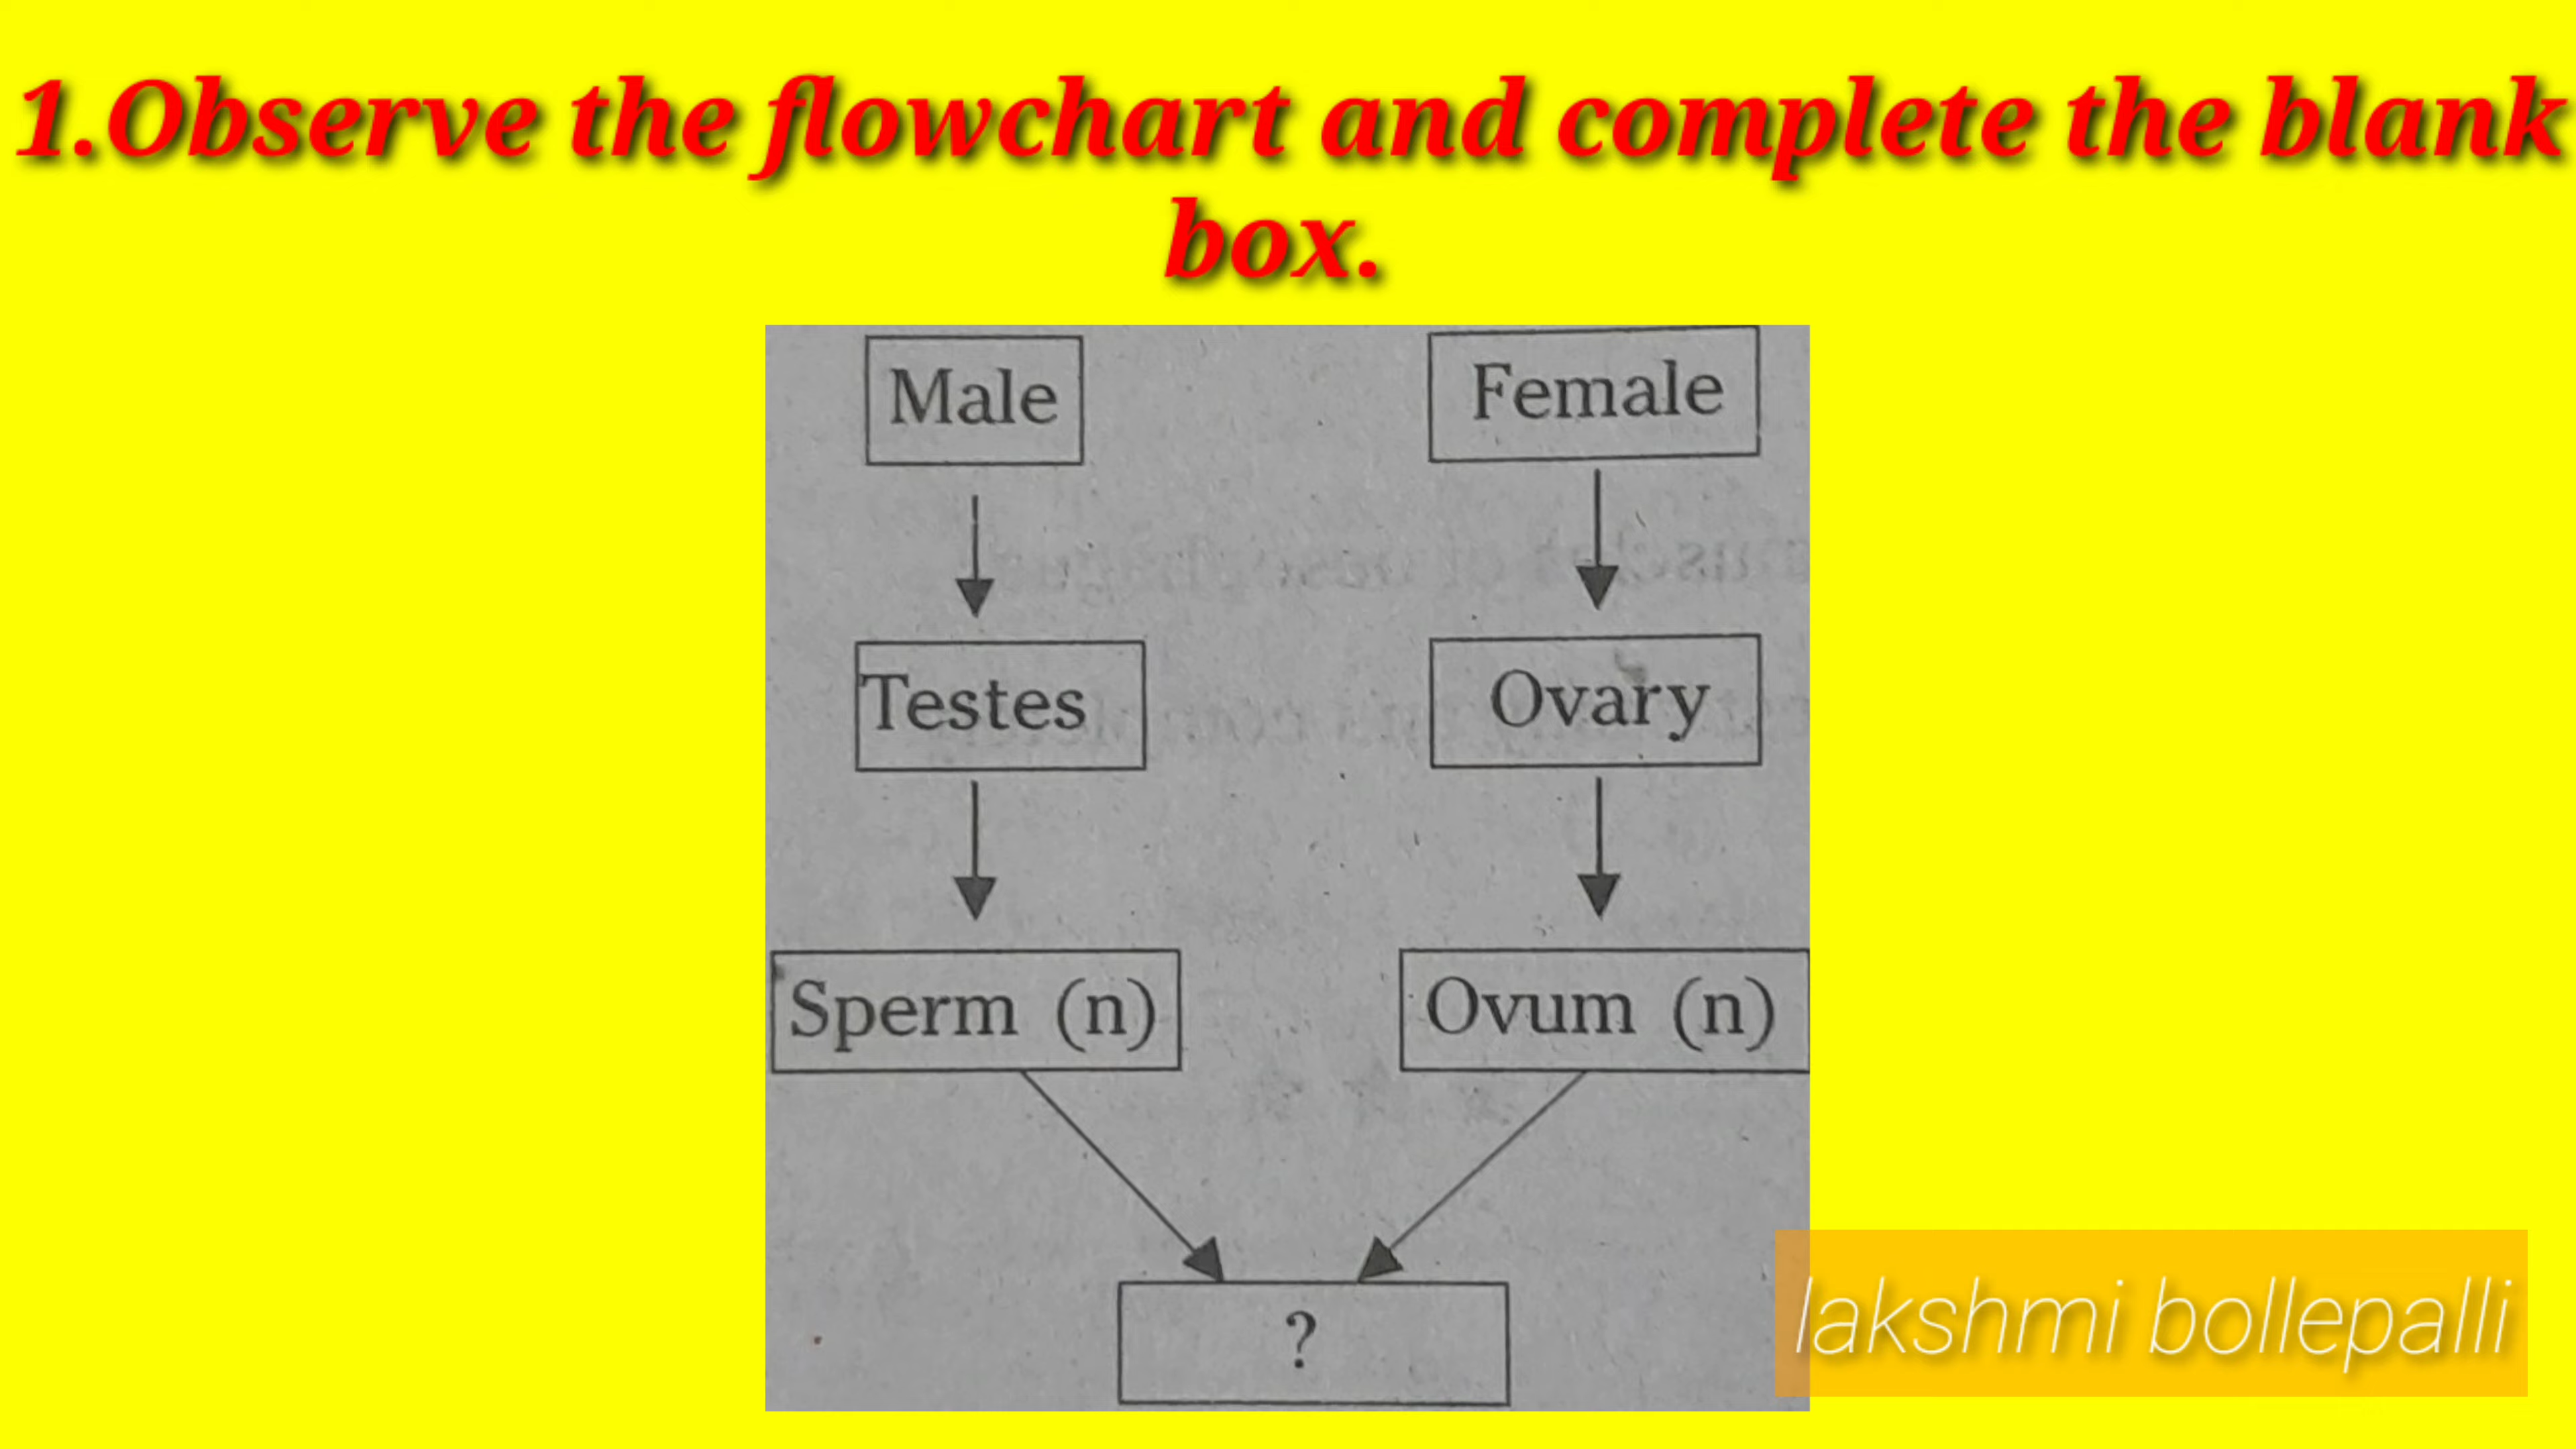 1.Observe the flowchart and complete the blank
box.
Male
Female
Testes
Ovary
Sperm (n)
Ovum (n)
?
lakshmi bollepalli